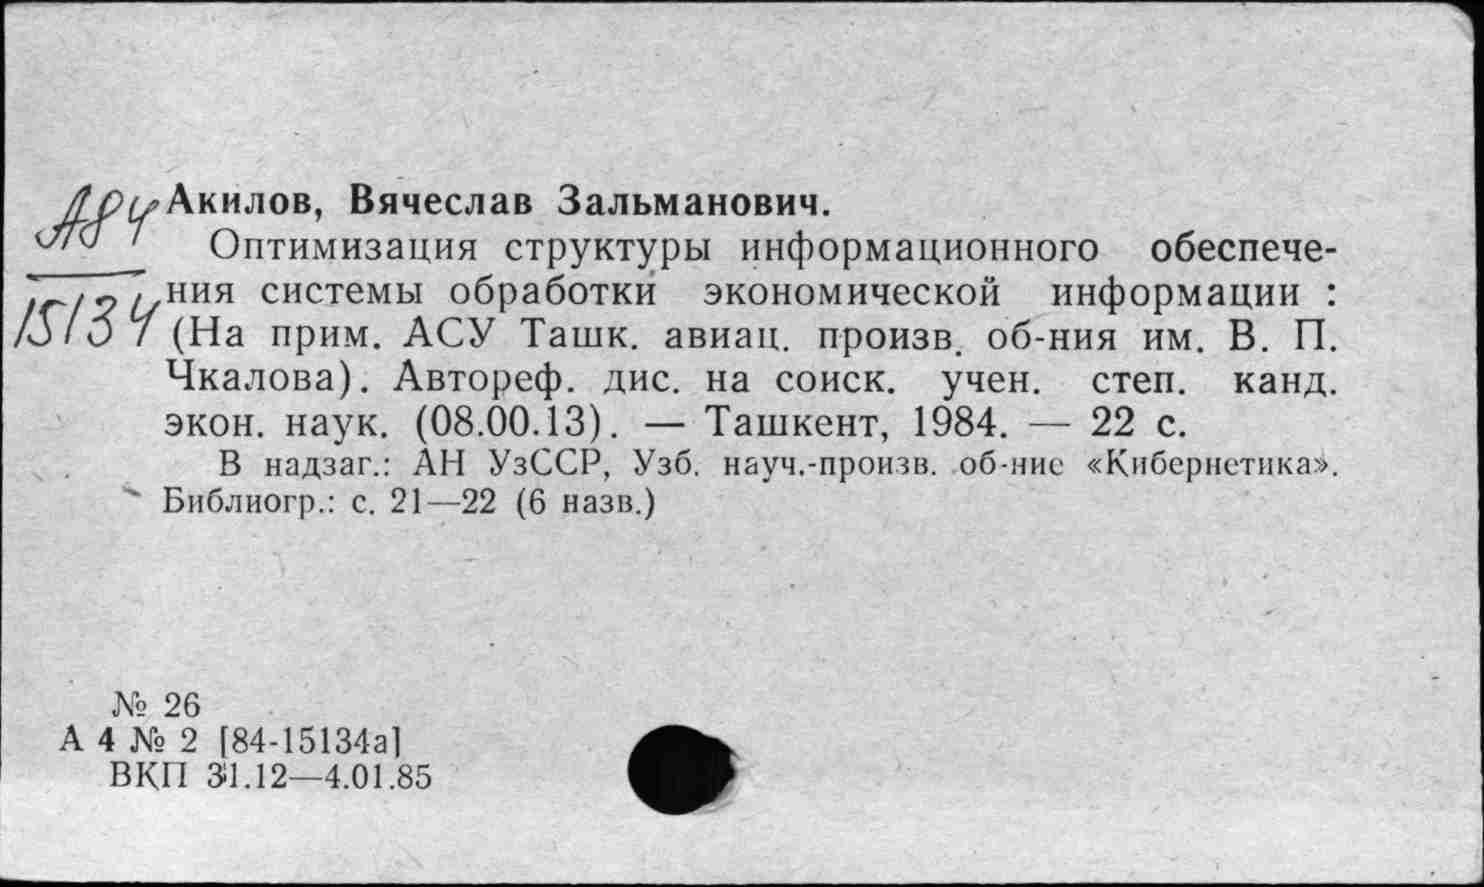 А84
15134
Акилов, Вячеслав Зальманович.
Оптимизация структуры информационного обеспече-
ния системы обработки экономической информации :
(На прим. АСУ Ташк. авиац. произв. об-ния им. В. П.
Чкалова). Автореф. дис. на соиск. учен. степ. канд.
экон. наук. (08.00.13). — Ташкент, 1984. — 22 с.
В надзаг.: АН УзССР, Узб. науч.-произв. об-ние «Кибернетика».
Библиогр.: с. 21—22 (6 назв.)
№ 26
А 4 № 2 [84-15134а]
ВКП 31.12—4.01.85